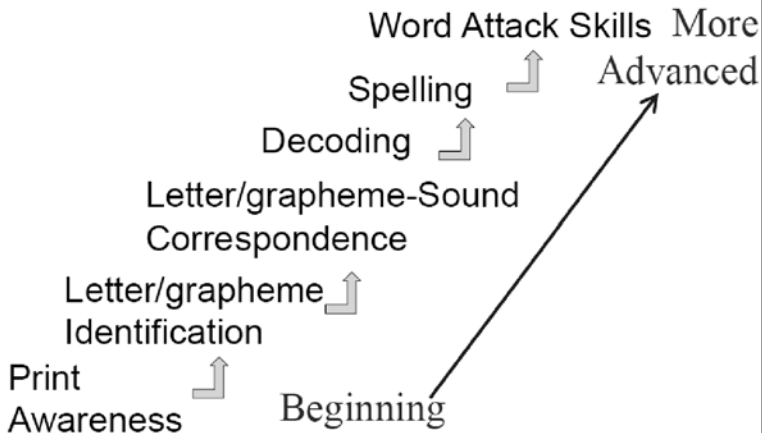 Word Attack Skills More
Advanced
Spelling
Decoding
Letter/grapheme-Sound
Correspondence
Letter/grapheme
Identification
Print
Awareness
Beginning